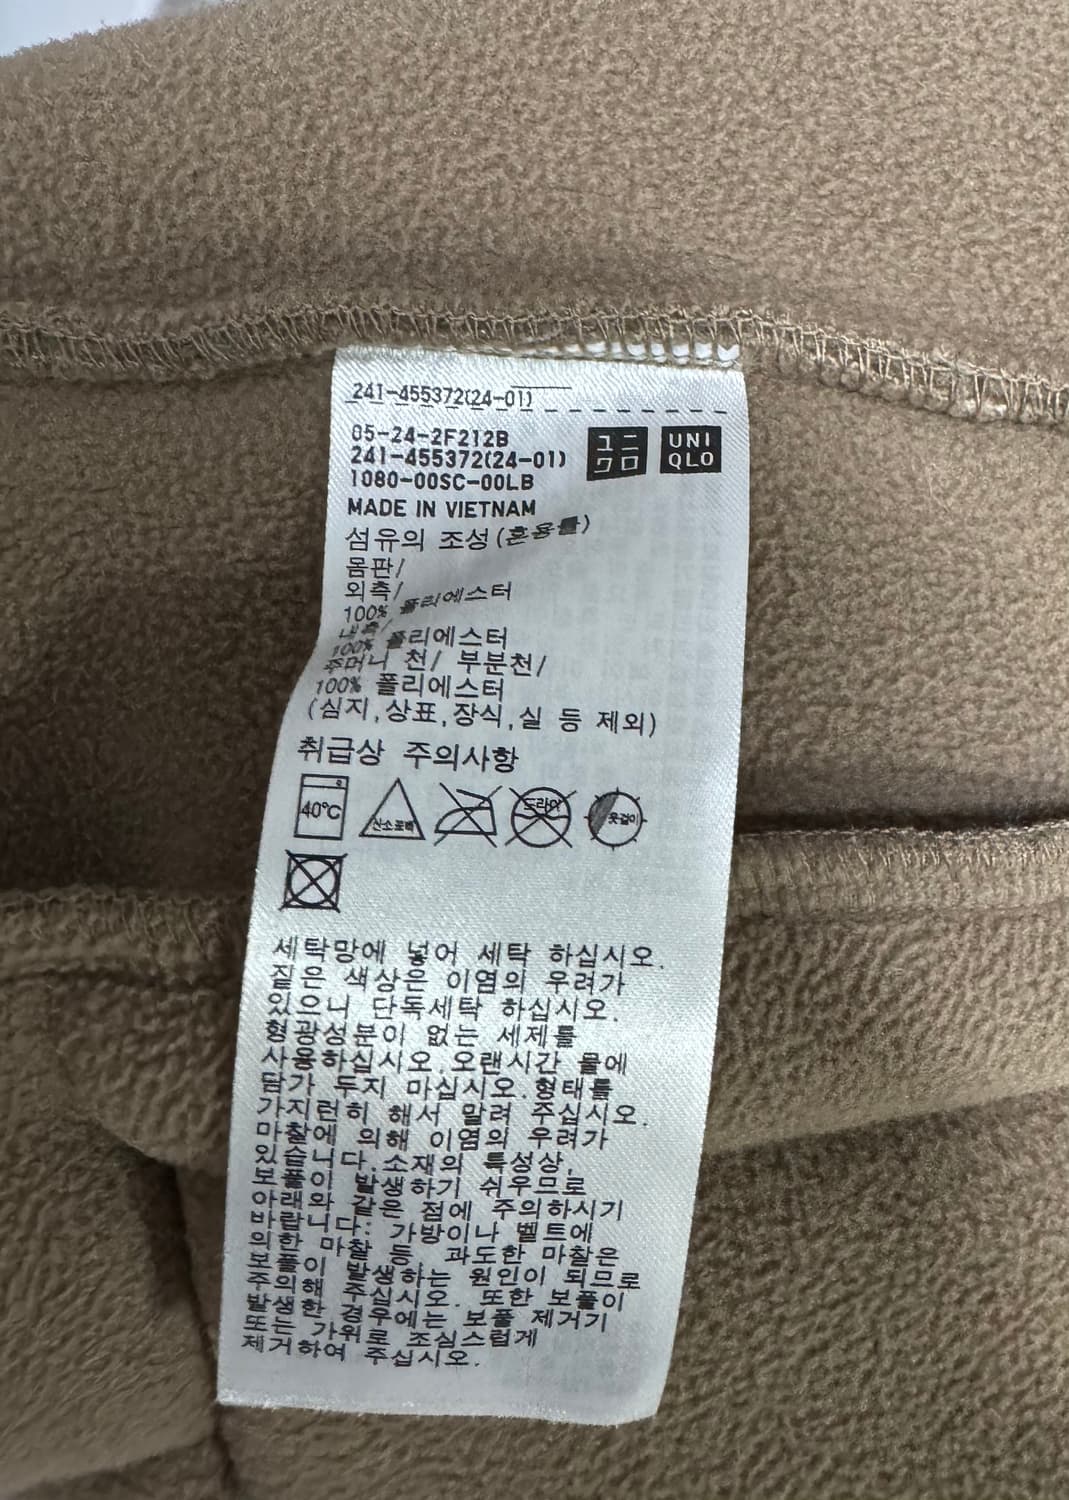 241-455372(24-01)
05-24-2F212B
241-455372(24-01)
1080-00SC-00LB
ユニ
クロ
UNI
QLO
MADE IN VIETNAM
섬유의 조성(혼용률)
몸판/
외측/
100% 폴리에스터
내측/
100% 폴리에스터
주머니 천/ 부분천/
100% 폴리에스터
(심지,상표,장식,실 등 제외)
취급상 주의사항
40℃
산소표백
드라이
옷걸이
세탁망에 넣어 세탁 하십시오.
짙은 색상은 이염의 우려가
있으니 단독세탁 하십시오.
형광성분이 없는 세제를
사용하십시오.오랜시간 물에
담가 두지 마십시오.형태를
가지런히 해서 말려 주십시오.
마찰에 의해 이염의 우려가
있습니다.소재의 특성상,
보풀이 발생하기 쉬우므로
아래와 같은 점에 주의하시기
바랍니다: 가방이나 벨트에
의한 마찰 등 과도한 마찰은
보풀이 발생하는 원인이 되므로
주의해 주십시오. 또한 보풀이
발생한 경우에는 보풀 제거기
또는 가위로 조심스럽게
제거하여 주십시오.